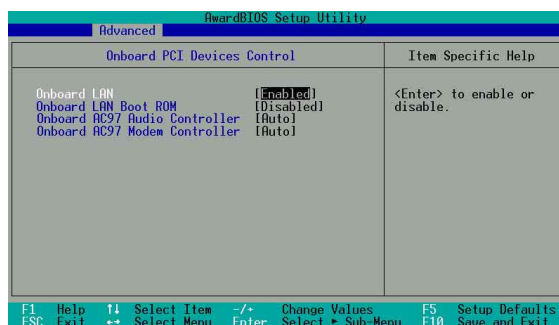 AwardBIOS Setup Utility
Advanced
Onboard PCI Devices Control
Item Specific Help
Onboard LAN [Enabled]
Onboard LAN Boot ROM [Disabled]
Onboard AC97 Audio Controller [Auto]
Onboard AC97 Modem Controller [Auto]
<Enter> to enable or
disable.
F1 Help ↑↓ Select Item -/+ Change Values F5 Setup Defaults
ESC Exit ↔ Select Menu Enter Select ► Sub-Menu F10 Save and Exit